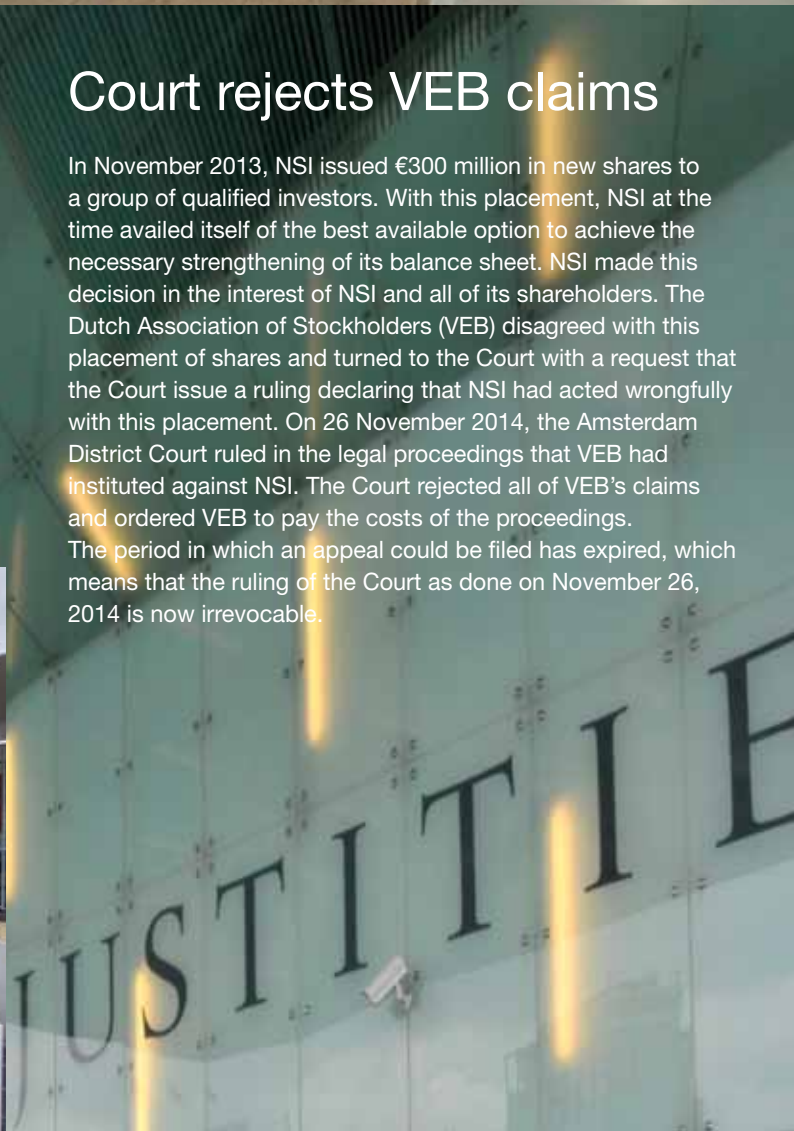 Court rejects VEB claims
In November 2013, NSI issued €300 million in new shares to
a group of qualified investors. With this placement, NSI at the
time availed itself of the best available option to achieve the
necessary strengthening of its balance sheet. NSI made this
decision in the interest of NSI and all of its shareholders. The
Dutch Association of Stockholders (VEB) disagreed with this
placement of shares and turned to the Court with a request that
the Court issue a ruling declaring that NSI had acted wrongfully
with this placement. On 26 November 2014, the Amsterdam
District Court ruled in the legal proceedings that VEB had
instituted against NSI. The Court rejected all of VEB’s claims
and ordered VEB to pay the costs of the proceedings.
The period in which an appeal could be filed has expired, which
means that the ruling of the Court as done on November 26,
2014 is now irrevocable.
JUSTITIE